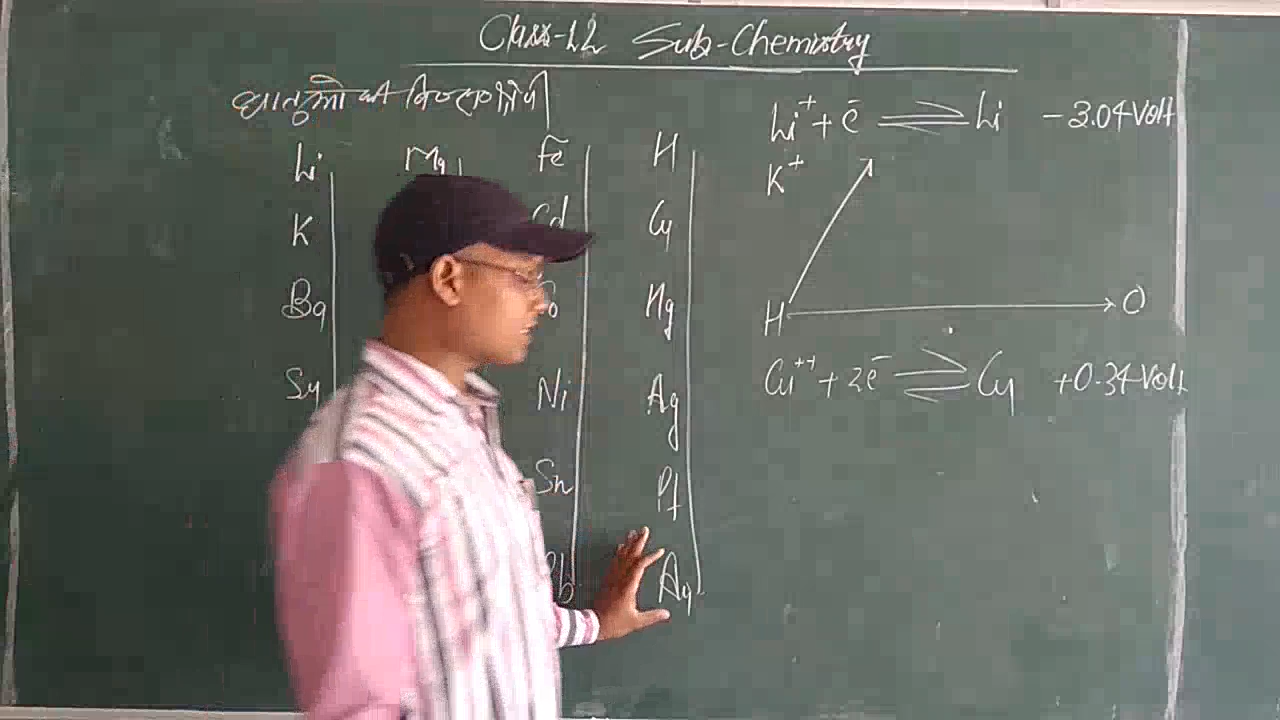 Class-12 Sub-Chemistry
धातुओ की विद्युत श्रेणी
Li Mg Fe H
K Cd Cu
Ba Co Hg
Sr Ni Ag
Sn Pt
Pb Au
Li⁺ + e̅ ⇌ Li -3.04 Volt
K⁺
H → O
Cu⁺⁺ + 2e̅ ⇌ Cu +0.34 Volt